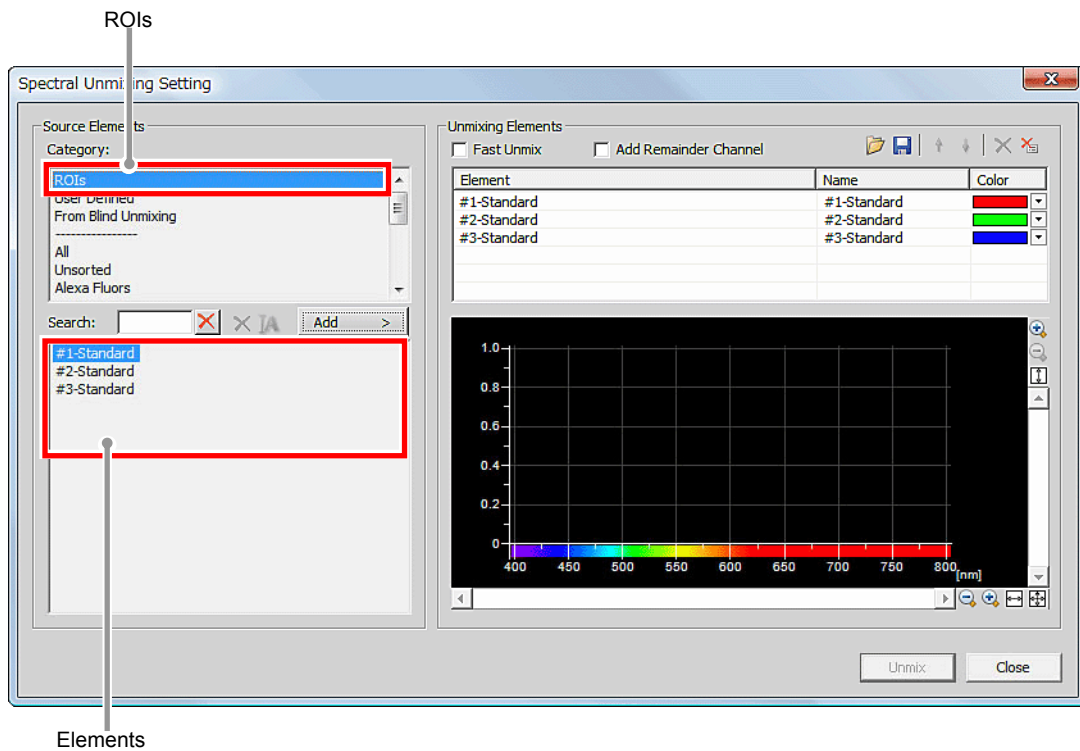 ROIs
Spectral Unmixing Setting
Source Elements
Category:
ROIs
User Defined
From Blind Unmixing
----------------
All
Unsorted
Alexa Fluors
Search:
Add >
#1-Standard
#2-Standard
#3-Standard
Unmixing Elements
Fast Unmix
Add Remainder Channel
Element Name Color
#1-Standard #1-Standard
#2-Standard #2-Standard
#3-Standard #3-Standard
1.0
0.8
0.6
0.4
0.2
0
400 450 500 550 600 650 700 750 800
[nm]
Unmix
Close
Elements